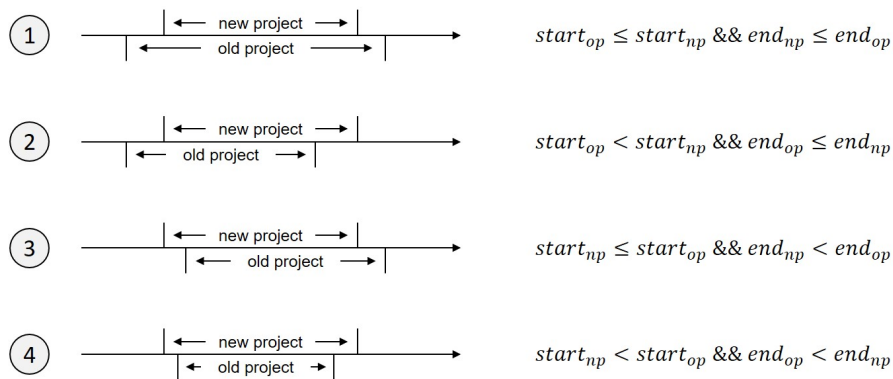 new project
1
old project
start_op ≤ start_np && end_np ≤ end_op
new project
2
old project
start_op < start_np && end_op ≤ end_np
new project
3
old project
start_np ≤ start_op && end_np < end_op
new project
4
old project
start_np < start_op && end_op < end_np